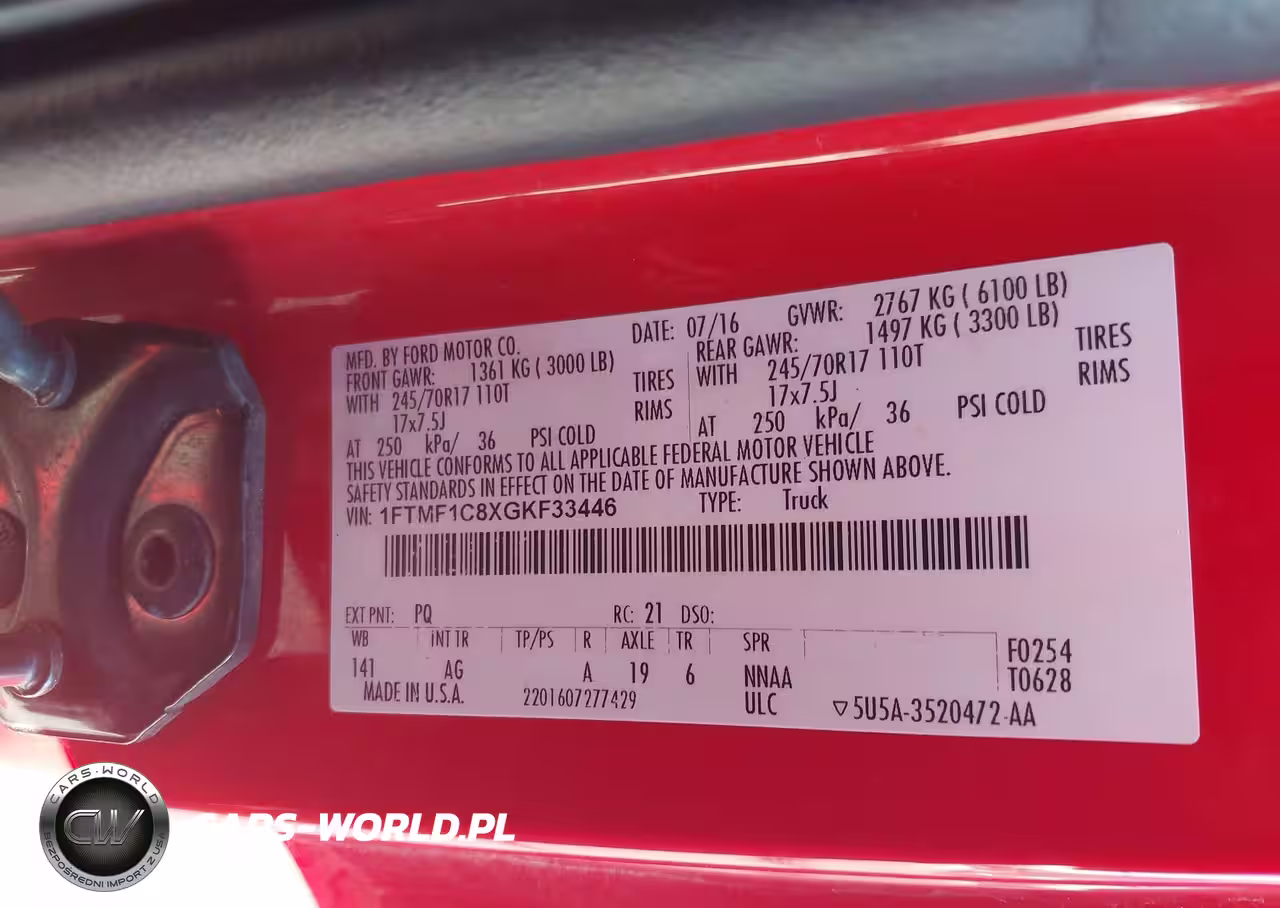 MFD. BY FORD MOTOR CO. DATE: 07/16 GVWR: 2767 KG ( 6100 LB)
FRONT GAWR: 1361 KG ( 3000 LB) REAR GAWR: 1497 KG ( 3300 LB)
WITH 245/70R17 110T TIRES WITH 245/70R17 110T TIRES
17x7.5J RIMS 17x7.5J RIMS
AT 250 kPa/ 36 PSI COLD AT 250 kPa/ 36 PSI COLD
THIS VEHICLE CONFORMS TO ALL APPLICABLE FEDERAL MOTOR VEHICLE
SAFETY STANDARDS IN EFFECT ON THE DATE OF MANUFACTURE SHOWN ABOVE.
VIN: 1FTMF1C8XGKF33446 TYPE: Truck
EXT PNT: PQ RC: 21 DSO:
WB INT TR TP/PS R AXLE TR SPR
141 AG A 19 6 NNAA
F0254
T0628
MADE IN U.S.A. 2201607277429 ULC ▽5U5A-3520472-AA
CARS-WORLD
CW
BEZPOŚREDNI IMPORT Z USA
CARS-WORLD.PL